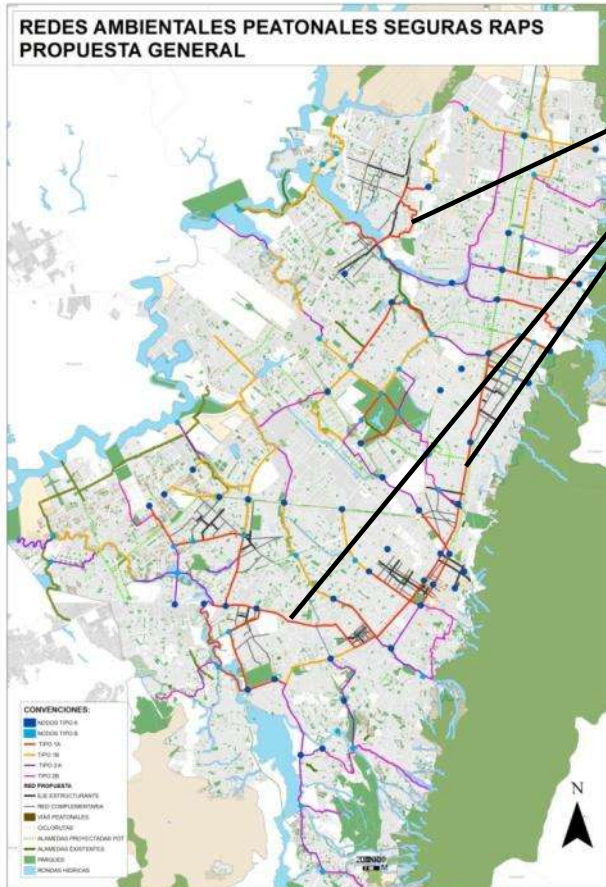 REDES AMBIENTALES PEATONALES SEGURAS RAPS
PROPUESTA GENERAL
N
CONVENCIONES:
NODOS TIPO A
NODOS TIPO B
TIPO 1A
TIPO 1B
TIPO 2A
TIPO 2B
RED PROPUESTA
EJE ESTRUCTURANTE
RED COMPLEMENTARIA
VÍAS PEATONALES
CICLORUTAS
ALAMEDAS PROYECTADAS POT
ALAMEDAS EXISTENTES
PARQUES
RONDAS HIDRICAS